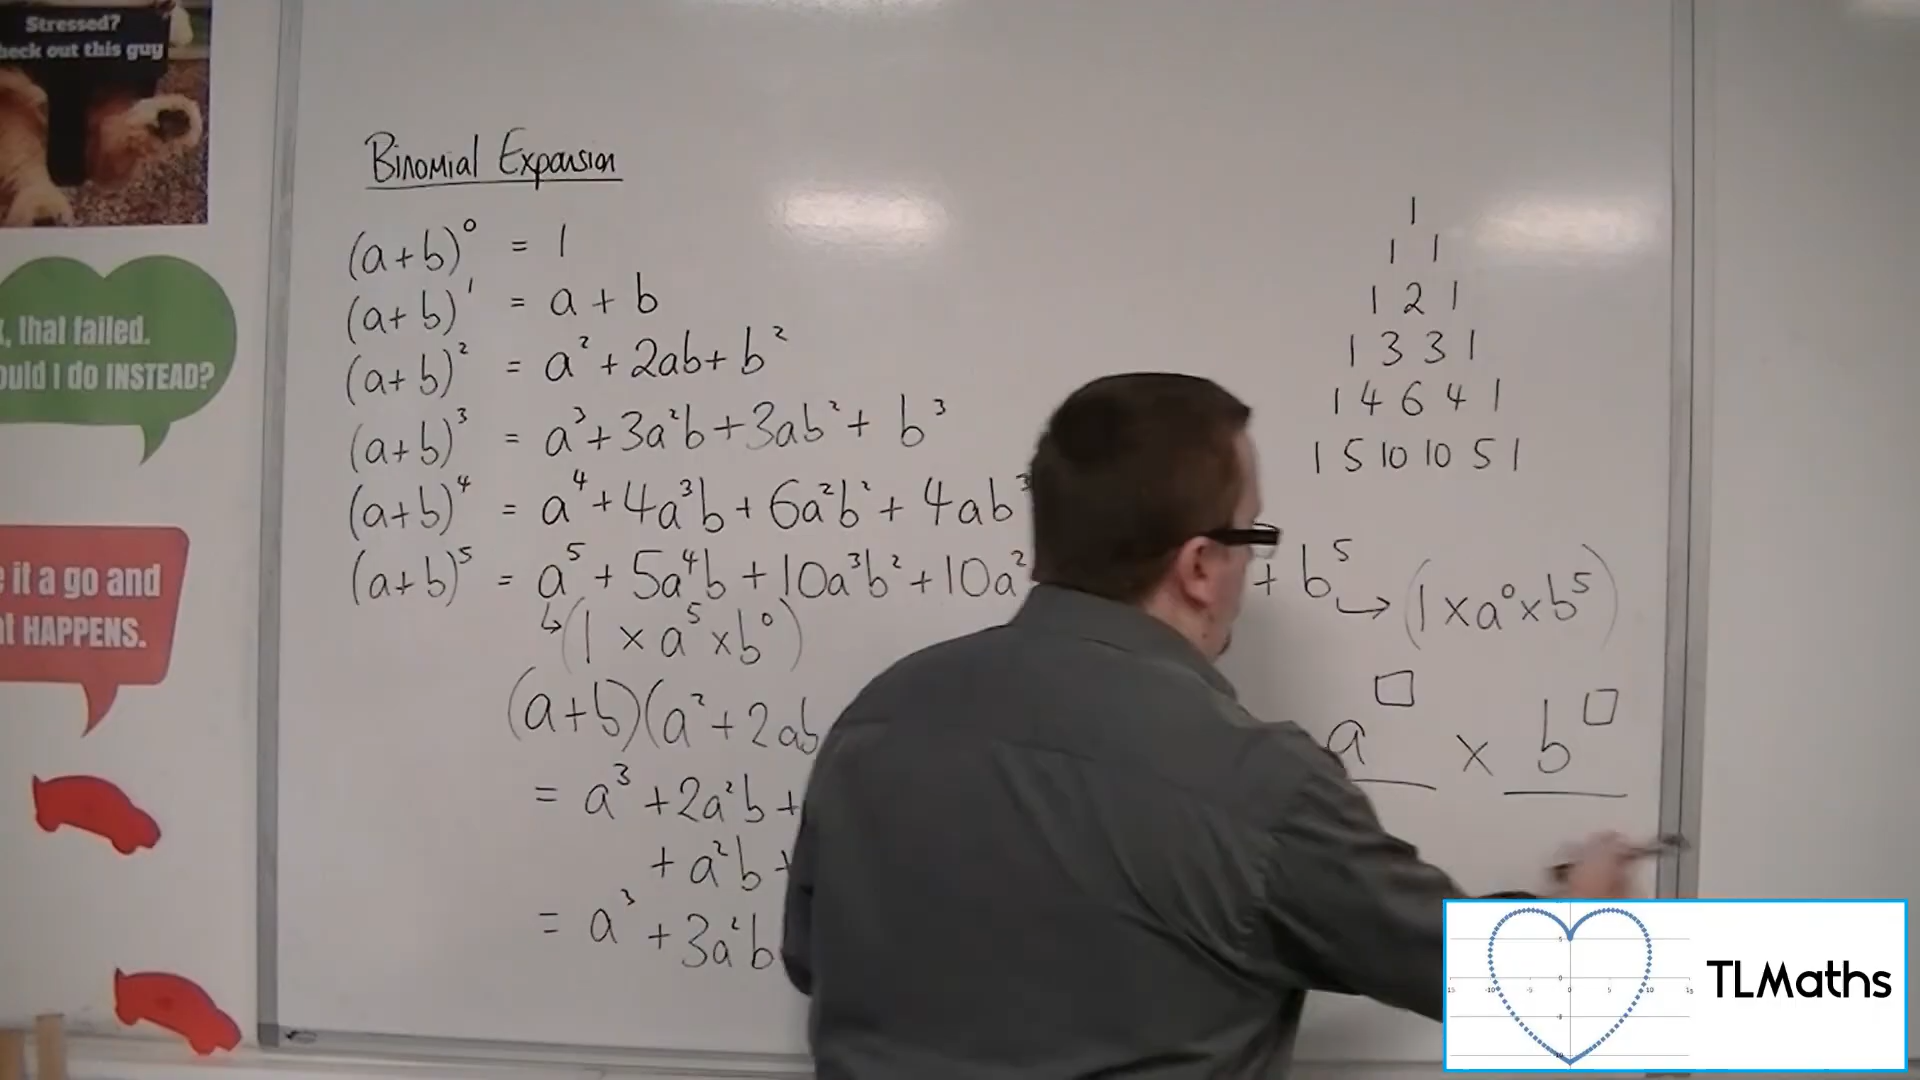 Stressed?
heck out this guy
that failed.
ould I do INSTEAD?
it a go and
HAPPENS.
Binomial Expansion
(a+b)⁰ = 1
(a+b)¹ = a + b
(a+b)² = a² + 2ab + b²
(a+b)³ = a³ + 3a²b + 3ab² + b³
(a+b)⁴ = a⁴ + 4a³b + 6a²b² + 4ab³
(a+b)⁵ = a⁵ + 5a⁴b + 10a³b² + 10a² + b⁵ ↳ (1 × a⁰ × b⁵)
↳ (1 × a⁵ × b⁰)
(a+b)(a² + 2ab
= a³ + 2a²b +
+ a²b +
= a³ + 3a²b
1
1 1
1 2 1
1 3 3 1
1 4 6 4 1
1 5 10 10 5 1
a□ × b□
TLMaths